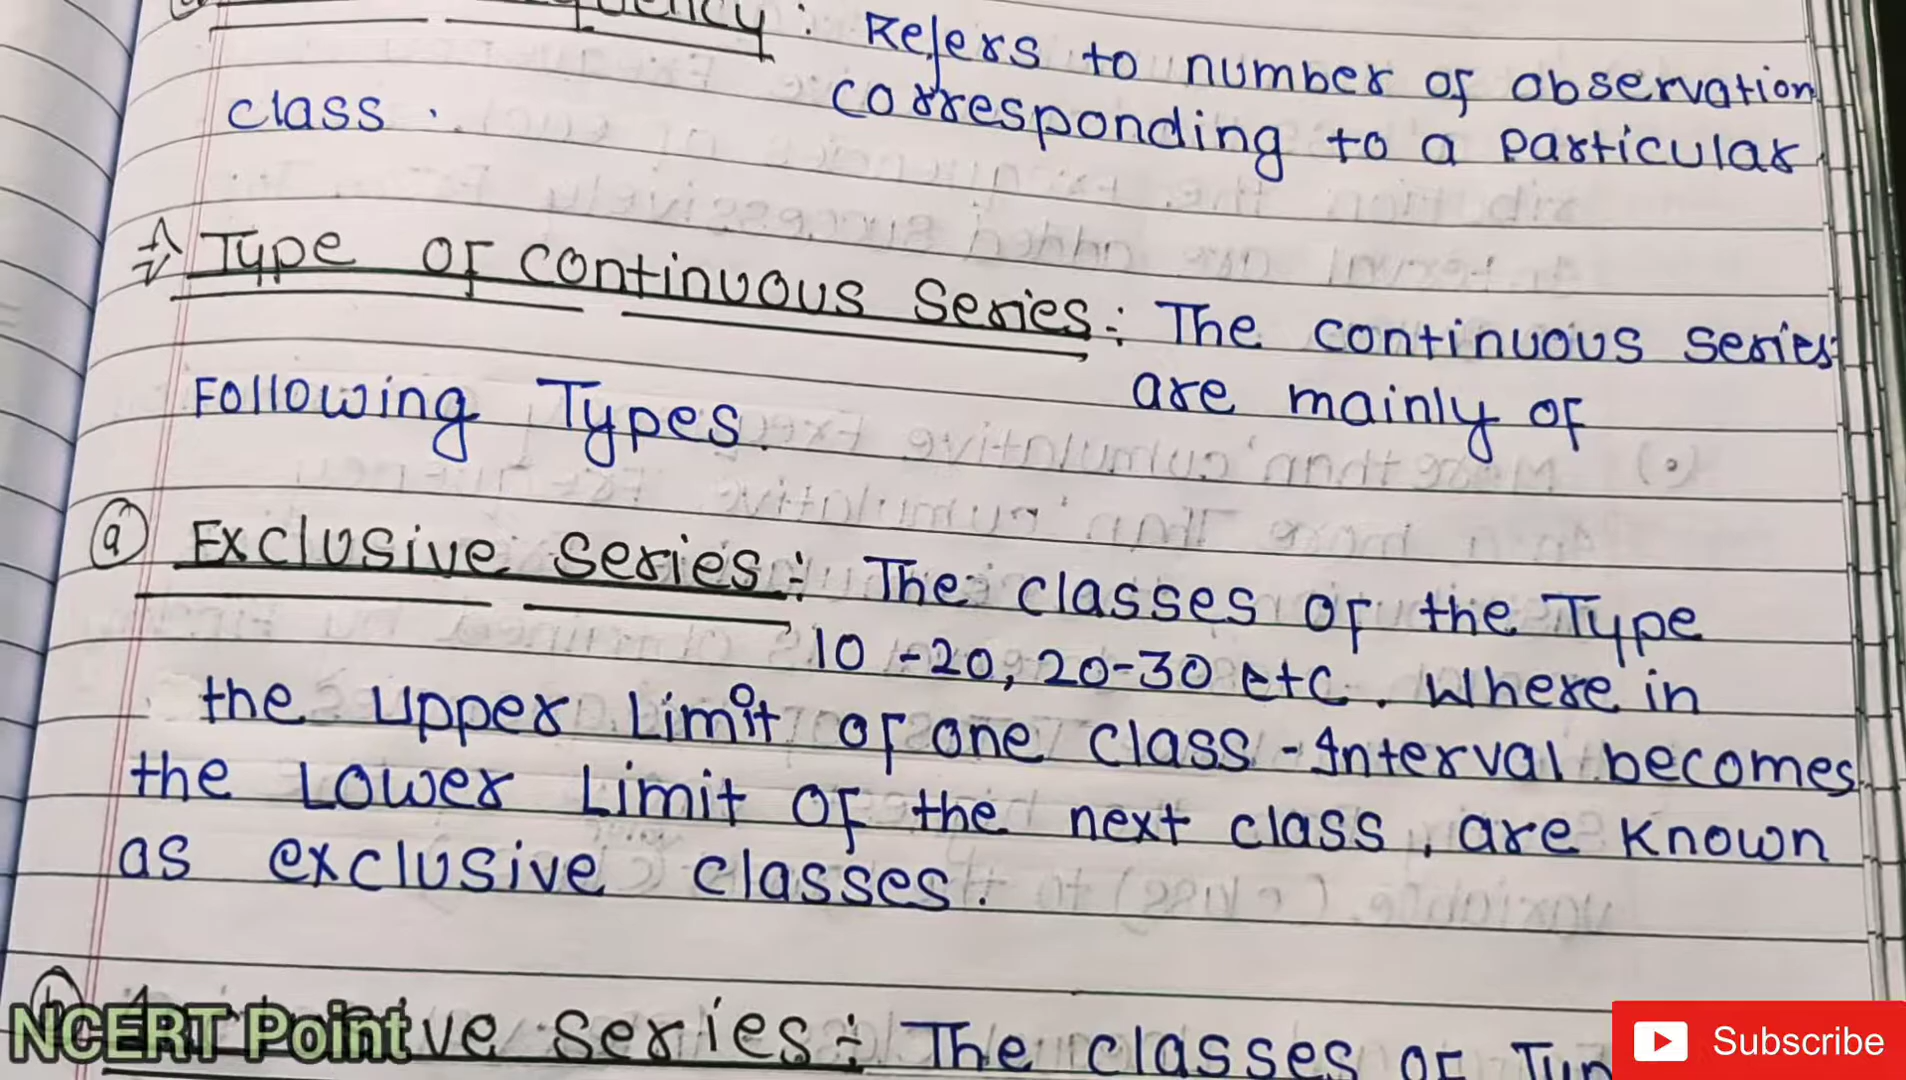 : Refers to number of observation
corresponding to a particular
class.
Type of continuous Series: The continuous series
are mainly of
Following Types.
(a) Exclusive Series: The classes of the Type
10-20, 20-30 etc. Where in
the Upper Limit of one class-Interval becomes
the Lower Limit of the next class, are known
as exclusive classes.
series: The classes of
NCERT Point
Subscribe